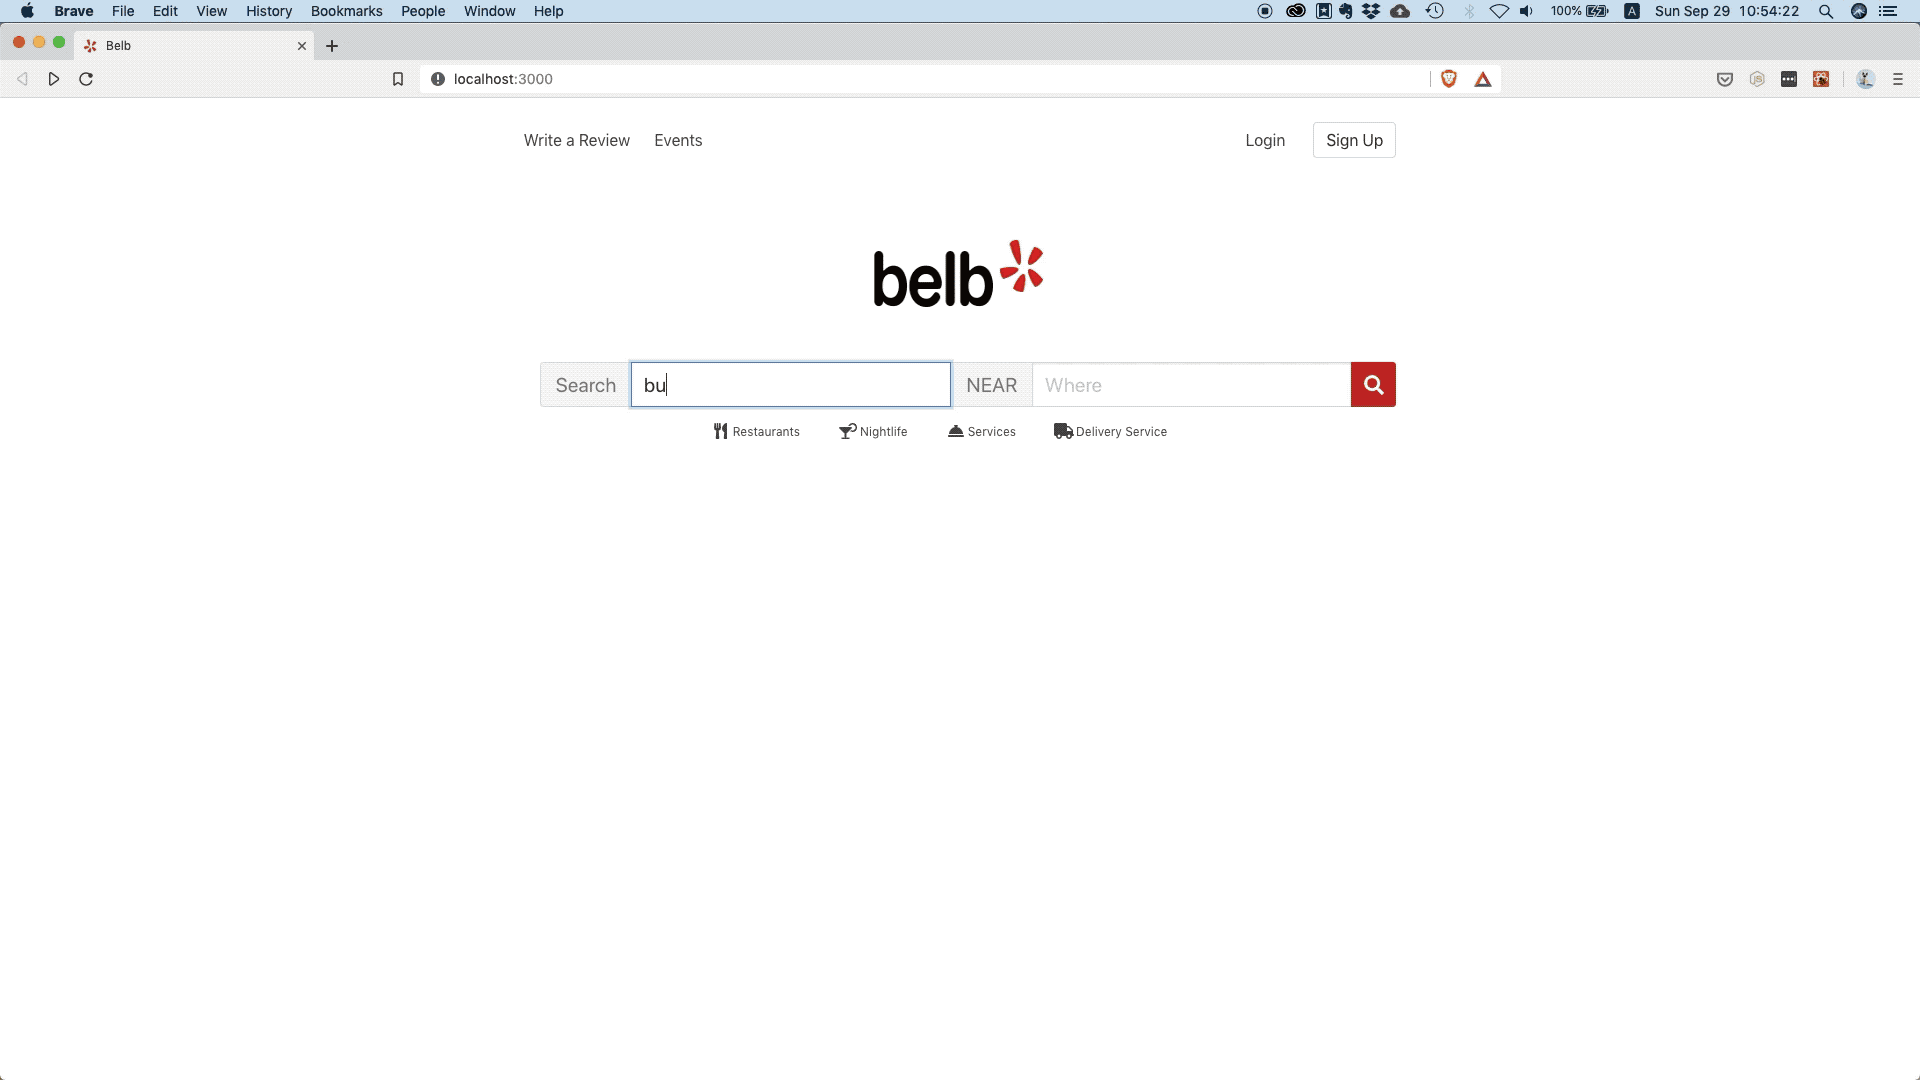 Brave File Edit View History Bookmarks People Window Help 100% A Sun Sep 29 10:54:22
Belb
localhost:3000 JS
Write a Review Events Login Sign Up
belb
Search bu NEAR Where
Restaurants Nightlife Services Delivery Service